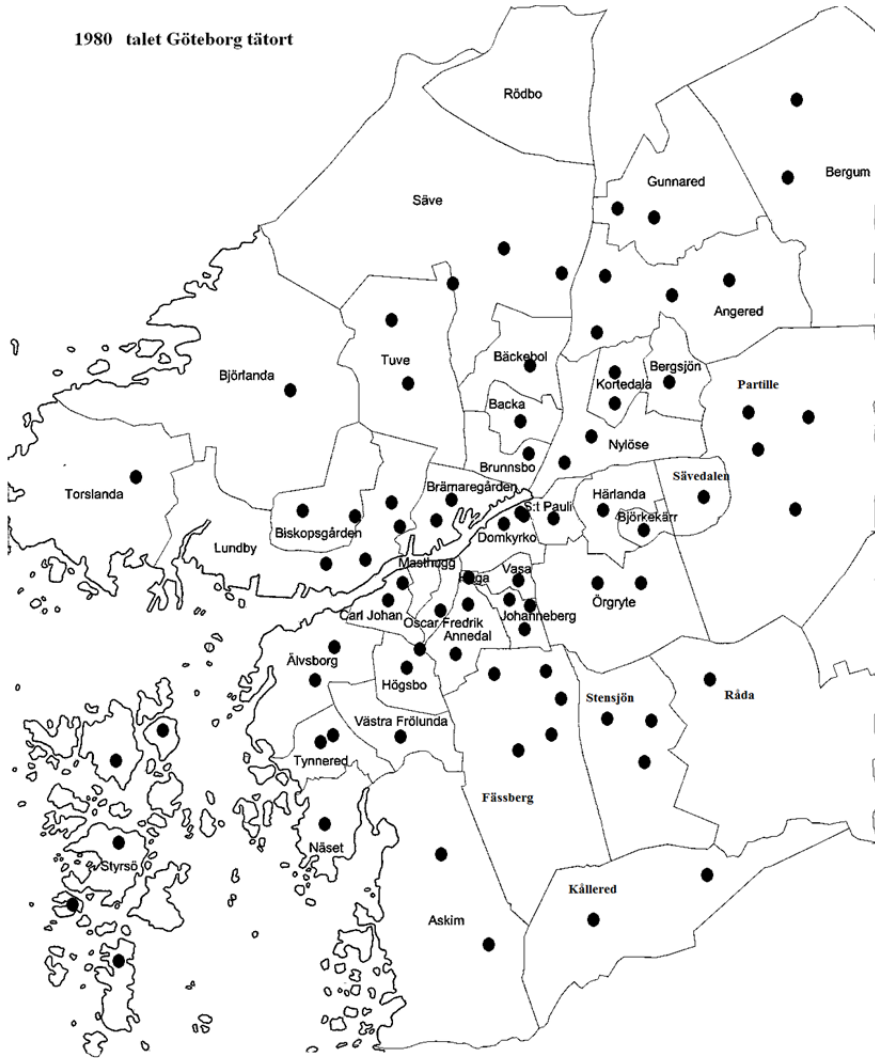 1980 talet Göteborg tätort
Rödbo
Gunnared
Bergum
Säve
Angered
Björlanda
Tuve
Bäckebol
Bergsjön
Kortedala
Partille
Backa
Nylöse
Brunnsbo
Torslanda
Brämaregården
Härlanda
Sävedalen
S:t Pauli
Björkekärr
Biskopsgården
Domkyrko
Lundby
Masthugg
Vasa
Haga
Carl Johan
Oscar Fredrik
Johanneberg
Örgryte
Annedal
Älvsborg
Högsbo
Stensjön
Råda
Västra Frölunda
Tynnered
Fässberg
Näset
Styrsö
Kållered
Askim